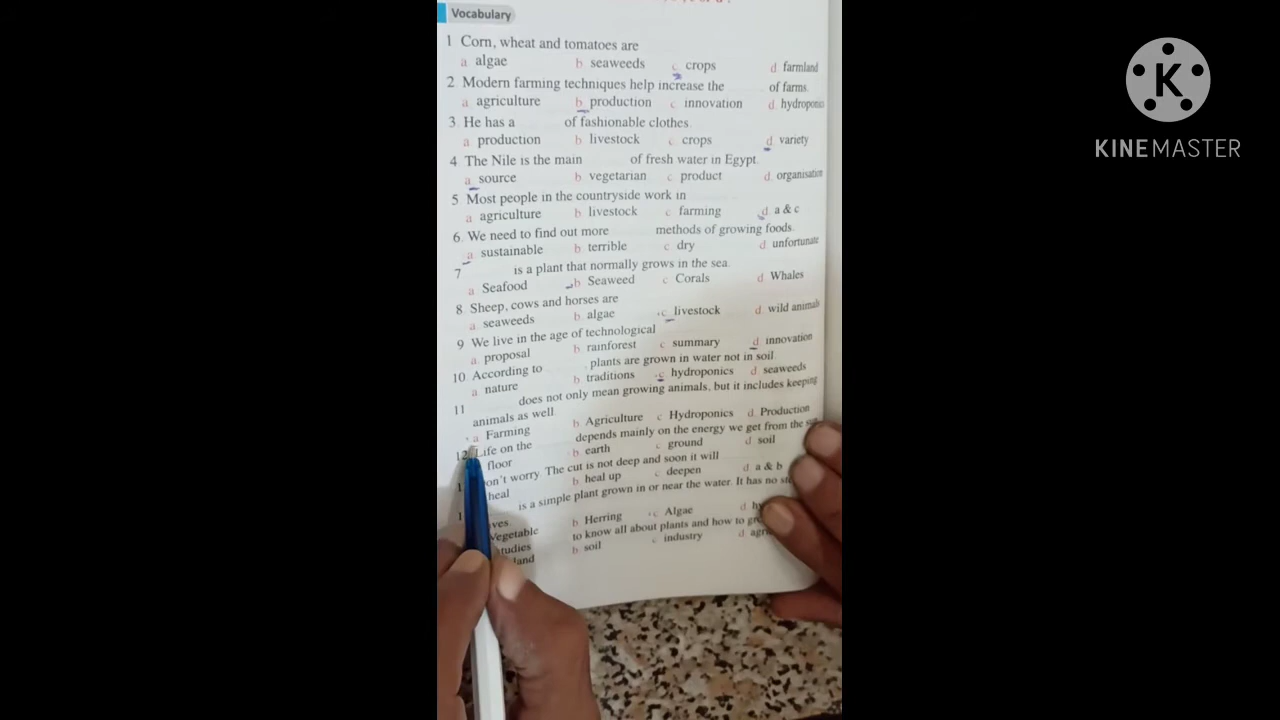 Vocabulary
1 Corn, wheat and tomatoes are
a algae b seaweeds c crops d farmland
2 Modern farming techniques help increase the of farms.
a agriculture b production c innovation d hydroponics
3 He has a of fashionable clothes.
a production b livestock c crops d variety
4 The Nile is the main of fresh water in Egypt.
a source b vegetarian c product d organisation
5 Most people in the countryside work in
a agriculture b livestock c farming d a & c
6 We need to find out more methods of growing foods.
a sustainable b terrible c dry d unfortunate
7 is a plant that normally grows in the sea.
a Seafood b Seaweed c Corals d Whales
8 Sheep, cows and horses are
a seaweeds b algae c livestock d wild animals
9 We live in the age of technological
a proposal b rainforest c summary d innovation
10 According to , plants are grown in water not in soil
a nature b traditions c hydroponics d seaweeds
11 does not only mean growing animals, but it includes keeping
animals as well
a Farming b Agriculture c Hydroponics d Production
12 Life on the depends mainly on the energy we get from the
floor b earth c ground d soil
on't worry. The cut is not deep and soon it will
heal b heal up c deepen d a & b
is a simple plant grown in or near the water. It has no
ves.
Vegetable b Herring c Algae d
tudies to know all about plants and how to
land b soil c industry d
K
KINEMASTER